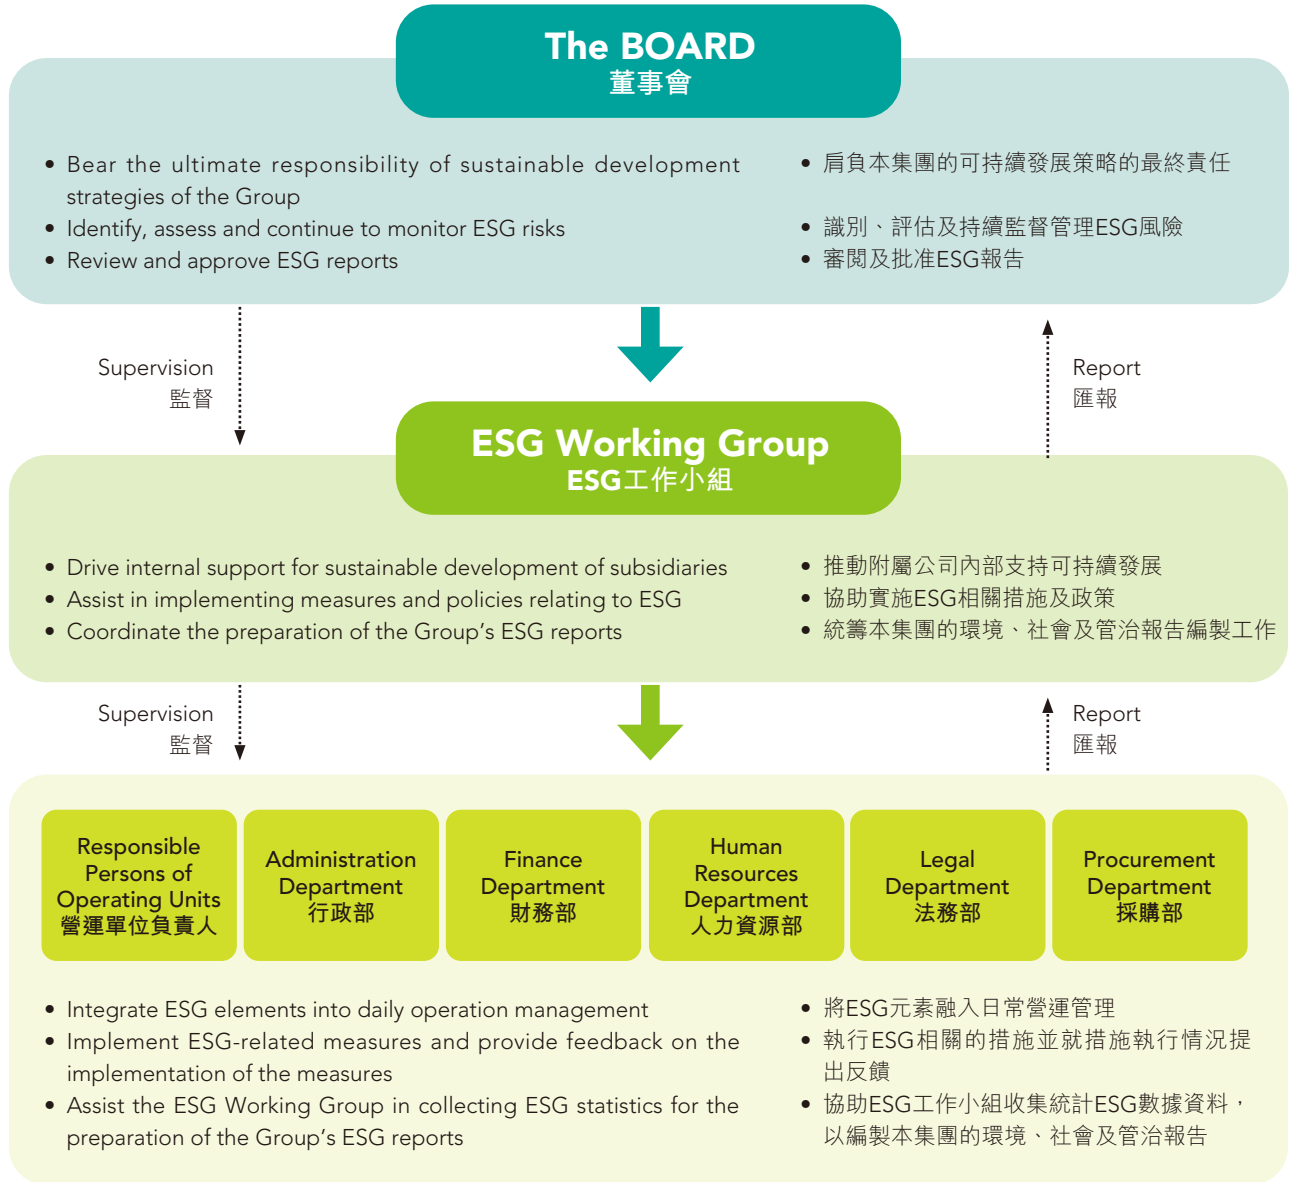 The BOARD
董事會
• Bear the ultimate responsibility of sustainable development
strategies of the Group
• Identify, assess and continue to monitor ESG risks
• Review and approve ESG reports
• 肩負本集團的可持續發展策略的最終責任
• 識別、評估及持續監督管理ESG風險
• 審閱及批准ESG報告
Supervision
監督
Report
匯報
ESG Working Group
ESG工作小組
• Drive internal support for sustainable development of subsidiaries
• Assist in implementing measures and policies relating to ESG
• Coordinate the preparation of the Group's ESG reports
• 推動附屬公司內部支持可持續發展
• 協助實施ESG相關措施及政策
• 統籌本集團的環境、社會及管治報告編製工作
Supervision
監督
Report
匯報
Responsible
Persons of
Operating Units
營運單位負責人
Administration
Department
行政部
Finance
Department
財務部
Human
Resources
Department
人力資源部
Legal
Department
法務部
Procurement
Department
採購部
• Integrate ESG elements into daily operation management
• Implement ESG-related measures and provide feedback on the
implementation of the measures
• Assist the ESG Working Group in collecting ESG statistics for the
preparation of the Group's ESG reports
• 將ESG元素融入日常營運管理
• 執行ESG相關的措施並就措施執行情況提
出反饋
• 協助ESG工作小組收集統計ESG數據資料，
以編製本集團的環境、社會及管治報告